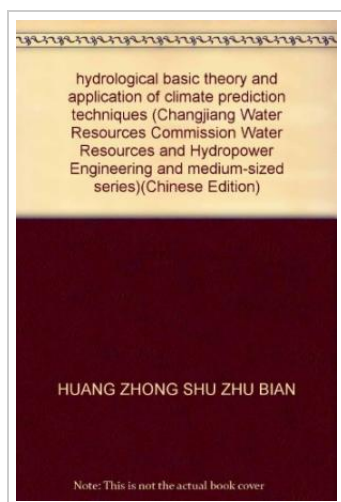 hydrological basic theory and
application of climate prediction
techniques (Changjiang Water
Resources Commission Water
Resources and Hydropower
Engineering and medium-sized
series)(Chinese Edition)
HUANG ZHONG SHU ZHU BIAN
Note: This is not the actual book cover